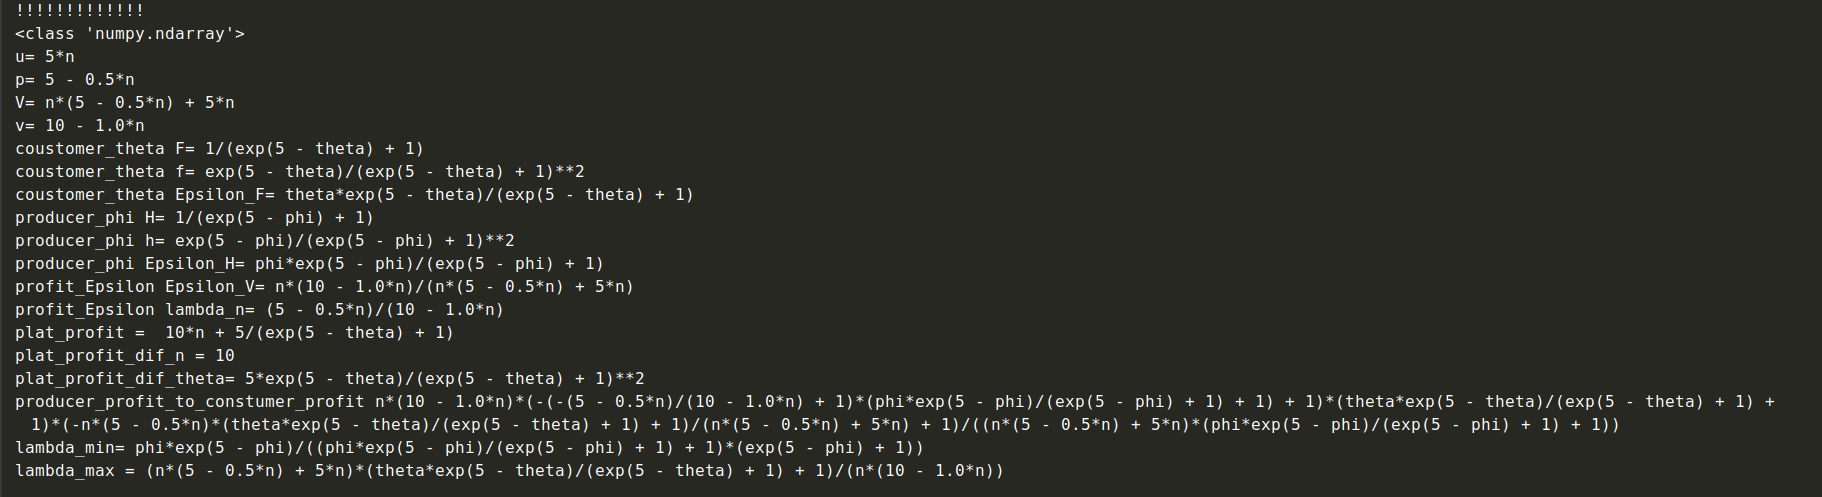 !!!!!!!!!!!!!
<class 'numpy.ndarray'>
u= 5*n
p= 5 - 0.5*n
V= n*(5 - 0.5*n) + 5*n
v= 10 - 1.0*n
coustomer_theta F= 1/(exp(5 - theta) + 1)
coustomer_theta f= exp(5 - theta)/(exp(5 - theta) + 1)**2
coustomer_theta Epsilon_F= theta*exp(5 - theta)/(exp(5 - theta) + 1)
producer_phi H= 1/(exp(5 - phi) + 1)
producer_phi h= exp(5 - phi)/(exp(5 - phi) + 1)**2
producer_phi Epsilon_H= phi*exp(5 - phi)/(exp(5 - phi) + 1)
profit_Epsilon Epsilon_V= n*(10 - 1.0*n)/(n*(5 - 0.5*n) + 5*n)
profit_Epsilon lambda_n= (5 - 0.5*n)/(10 - 1.0*n)
plat_profit =  10*n + 5/(exp(5 - theta) + 1)
plat_profit_dif_n = 10
plat_profit_dif_theta= 5*exp(5 - theta)/(exp(5 - theta) + 1)**2
producer_profit_to_constumer_profit n*(10 - 1.0*n)*(-(-(5 - 0.5*n)/(10 - 1.0*n) + 1)*(phi*exp(5 - phi)/(exp(5 - phi) + 1) + 1) + 1)*(theta*exp(5 - theta)/(exp(5 - theta) + 1) +
1)*(-n*(5 - 0.5*n)*(theta*exp(5 - theta)/(exp(5 - theta) + 1) + 1)/(n*(5 - 0.5*n) + 5*n) + 1)/((n*(5 - 0.5*n) + 5*n)*(phi*exp(5 - phi)/(exp(5 - phi) + 1) + 1))
lambda_min= phi*exp(5 - phi)/((phi*exp(5 - phi)/(exp(5 - phi) + 1) + 1)*(exp(5 - phi) + 1))
lambda_max = (n*(5 - 0.5*n) + 5*n)*(theta*exp(5 - theta)/(exp(5 - theta) + 1) + 1)/(n*(10 - 1.0*n))